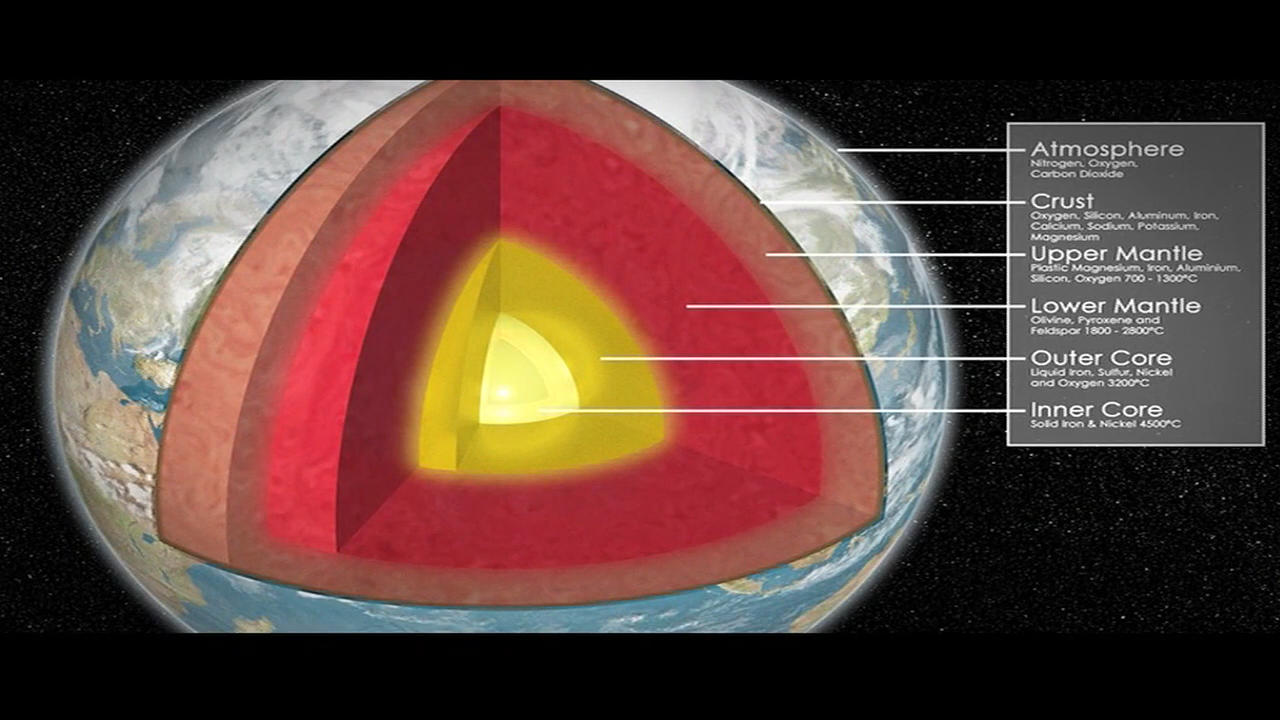 Atmosphere
Nitrogen, Oxygen,
Carbon Dioxide
Crust
Oxygen, Silicon, Aluminum, Iron,
Calcium, Sodium, Potassium,
Magnesium
Upper Mantle
Plastic Magnesium, Iron, Aluminium,
Silicon, Oxygen 700 - 1300°C
Lower Mantle
Olivine, Pyroxene and
Feldspar 1800 - 2800°C
Outer Core
Liquid Iron, Sulfur, Nickel
and Oxygen 3200°C
Inner Core
Solid Iron & Nickel 4500°C